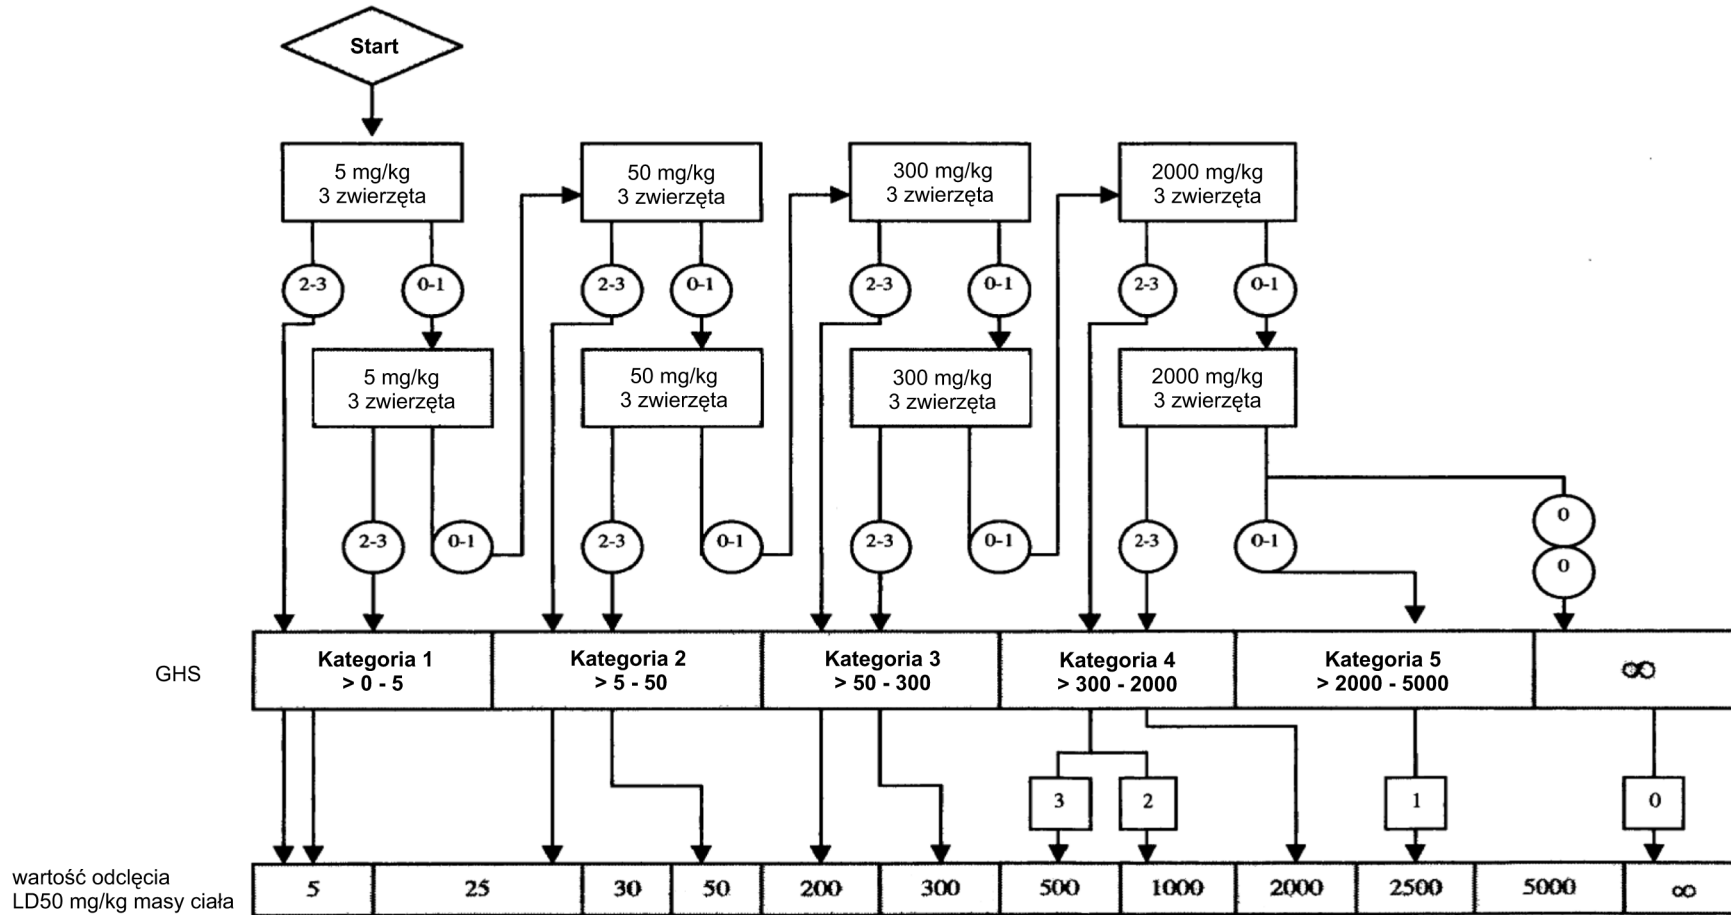 Start
5 mg/kg
3 zwierzęta
50 mg/kg
3 zwierzęta
300 mg/kg
3 zwierzęta
2000 mg/kg
3 zwierzęta
2-3
0-1
2-3
0-1
2-3
0-1
2-3
0-1
5 mg/kg
3 zwierzęta
50 mg/kg
3 zwierzęta
300 mg/kg
3 zwierzęta
2000 mg/kg
3 zwierzęta
2-3
0-1
2-3
0-1
2-3
0-1
2-3
0-1
0
0
GHS
Kategoria 1
> 0 - 5
Kategoria 2
> 5 - 50
Kategoria 3
> 50 - 300
Kategoria 4
> 300 - 2000
Kategoria 5
> 2000 - 5000
∞
3
2
1
0
wartość odclęcia
LD50 mg/kg masy ciała
5
25
30
50
200
300
500
1000
2000
2500
5000
∞